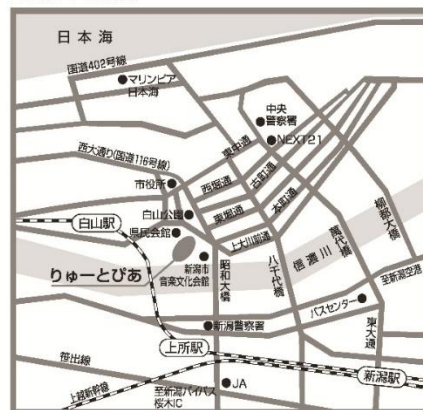 日本海
国道402号線
マリンピア
日本海
中央
警察署
NEXT21
東中通
西大通り(国道116号線)
西堀通
古町通
市役所
東堀通
本町通
白山公園
白山駅
県民会館
上大川前通
りゅーとぴあ
新潟市
音楽文化会館
昭和大橋
八千代橋
信濃川
萬代橋
柳都大橋
至新潟空港
バスセンター
新潟警察署
東大通
上所駅
笹出線
新潟駅
上越新幹線
至新潟バイパス
桜木IC
JA